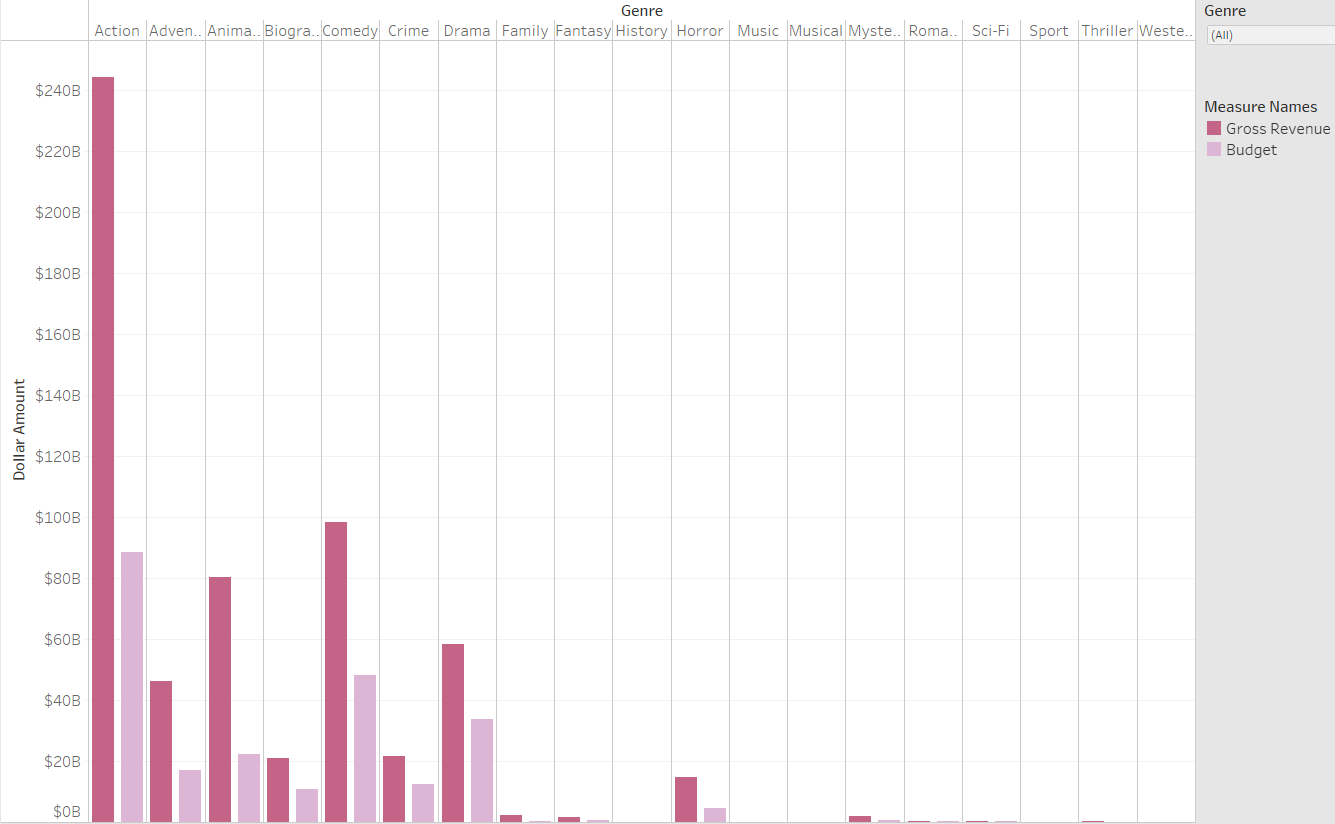 Genre
Action Adven.. Anima.. Biogra.. Comedy Crime Drama Family Fantasy History Horror Music Musical Myste.. Roma.. Sci-Fi Sport Thriller Weste..
$240B
$220B
$200B
$180B
$160B
$140B
$120B
$100B
$80B
$60B
$40B
$20B
$0B
Dollar Amount
Genre
(All)
Measure Names
Gross Revenue
Budget